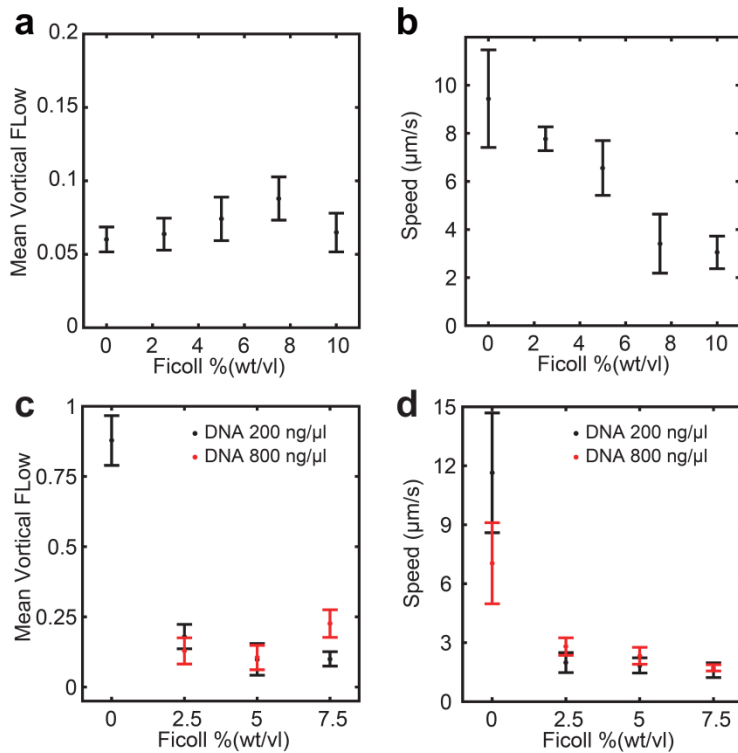 a
0.2
0.15
0.1
0.05
0
Mean Vortical FLow
0 2 4 6 8 10
Ficoll %(wt/vl)
b
10
8
6
4
2
0
Speed (µm/s)
0 2 4 6 8 10
Ficoll %(wt/vl)
c
1
0.75
0.5
0.25
0
Mean Vortical FLow
DNA 200 ng/µl
DNA 800 ng/µl
0 2.5 5 7.5
Ficoll %(wt/vl)
d
15
12
9
6
3
0
Speed (µm/s)
DNA 200 ng/µl
DNA 800 ng/µl
0 2.5 5 7.5
Ficoll %(wt/vl)